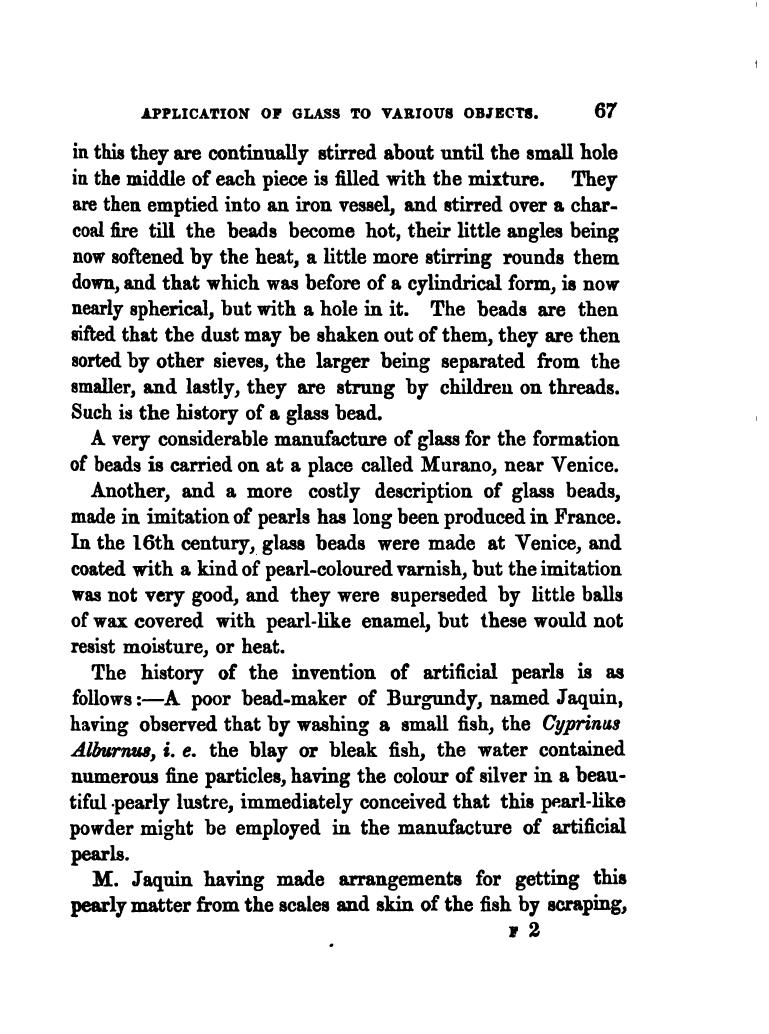 APPLICATION OF GLASS TO VARIOUS OBJECTS. 67
in this they are continually stirred about until the small hole
in the middle of each piece is filled with the mixture. They
are then emptied into an iron vessel, and stirred over a char-
coal fire till the beads become hot, their little angles being
now softened by the heat, a little more stirring rounds them
down, and that which was before of a cylindrical form, is now
nearly spherical, but with a hole in it. The beads are then
sifted that the dust may be shaken out of them, they are then
sorted by other sieves, the larger being separated from the
smaller, and lastly, they are strung by children on threads.
Such is the history of a glass bead.
A very considerable manufacture of glass for the formation
of beads is carried on at a place called Murano, near Venice.
Another, and a more costly description of glass beads,
made in imitation of pearls has long been produced in France.
In the 16th century, glass beads were made at Venice, and
coated with a kind of pearl-coloured varnish, but the imitation
was not very good, and they were superseded by little balls
of wax covered with pearl-like enamel, but these would not
resist moisture, or heat.
The history of the invention of artificial pearls is as
follows:—A poor bead-maker of Burgundy, named Jaquin,
having observed that by washing a small fish, the Cyprinus
Alburnus, i. e. the blay or bleak fish, the water contained
numerous fine particles, having the colour of silver in a beau-
tiful pearly lustre, immediately conceived that this pearl-like
powder might be employed in the manufacture of artificial
pearls.
M. Jaquin having made arrangements for getting this
pearly matter from the scales and skin of the fish by scraping,
F 2